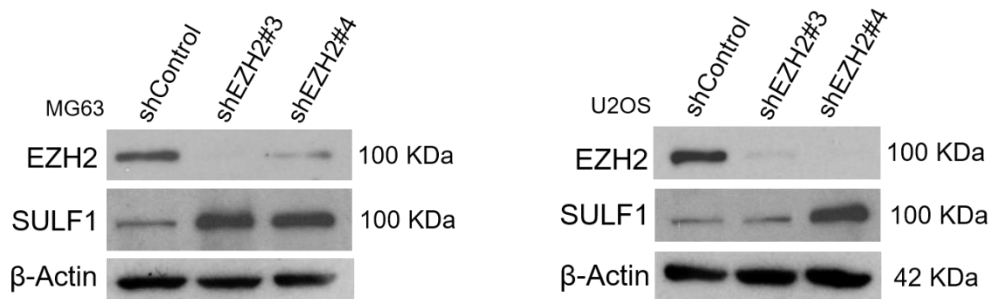 shControl shEZH2#3 shEZH2#4
MG63
EZH2 100 KDa
SULF1 100 KDa
β-Actin
shControl shEZH2#3 shEZH2#4
U2OS
EZH2 100 KDa
SULF1 100 KDa
β-Actin 42 KDa